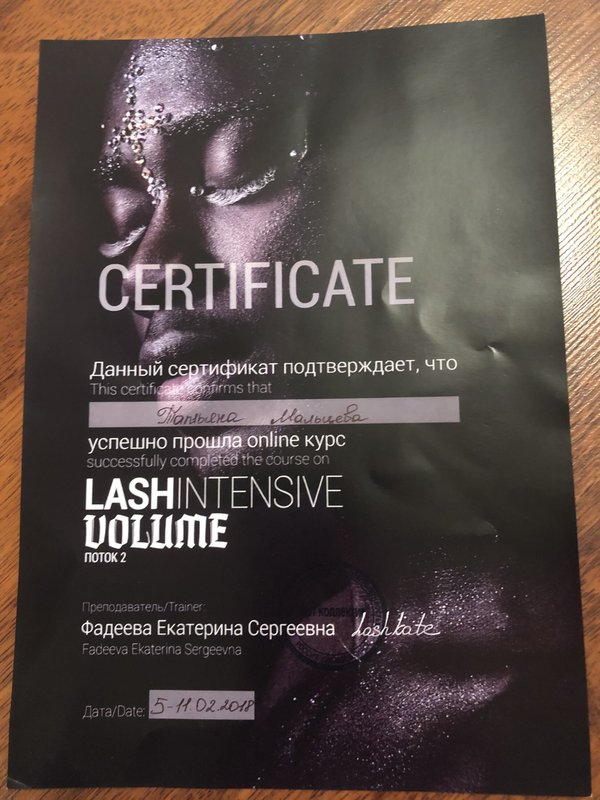 CERTIFICATE
Данный сертификат подтверждает, что
This certificate confirms that
Татьяна Мальцева
успешно прошла online курс
successfully completed the course on
LASHINTENSIVE
VOLUME
ПОТОК 2
Преподаватель/Trainer:
Фадеева Екатерина Сергеевна lashkate
Fadeeva Ekaterina Sergeevna
Дата/Date: 5-11.02.2018